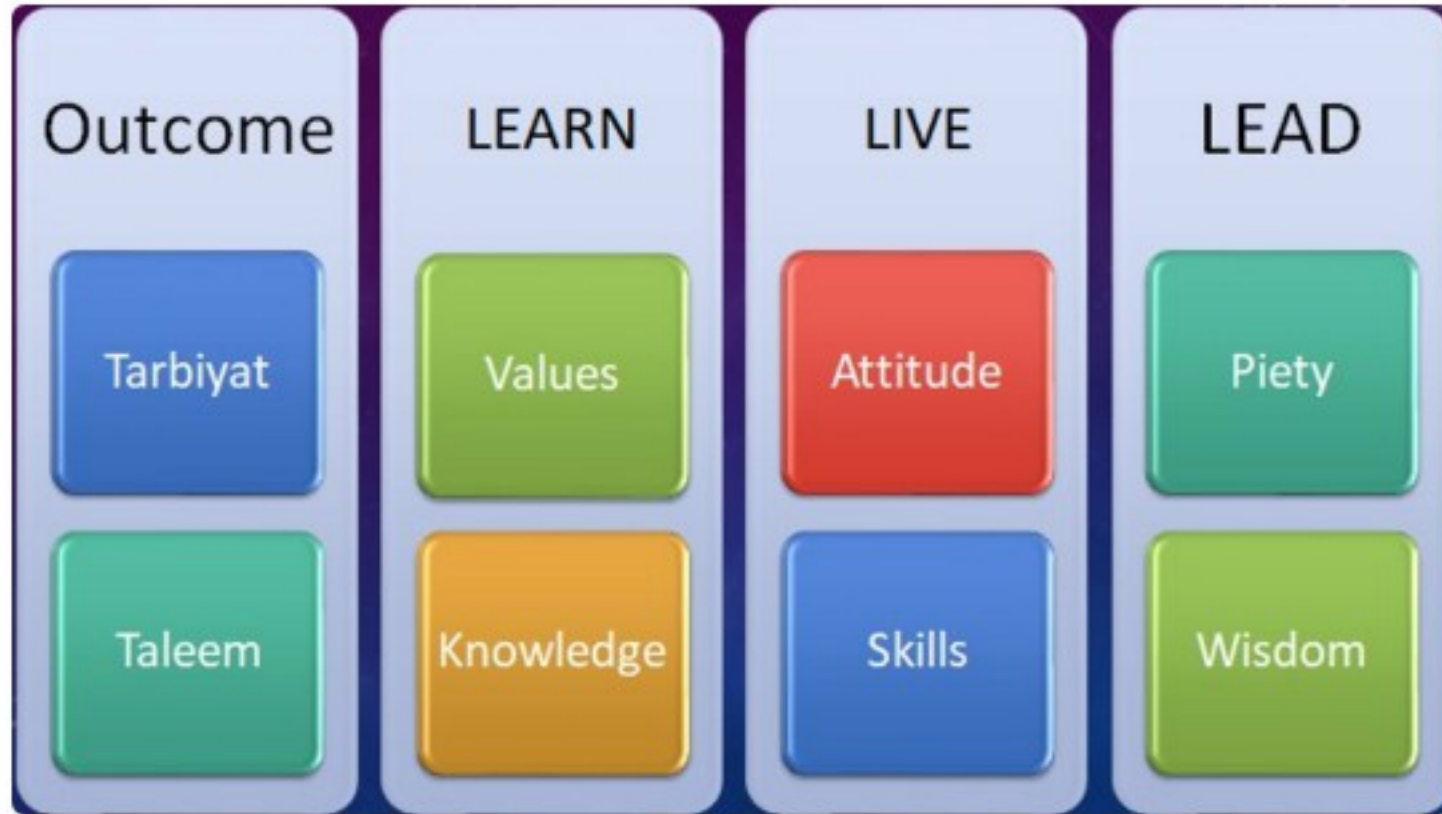 Outcome
Tarbiyat
Taleem
LEARN
Values
Knowledge
LIVE
Attitude
Skills
LEAD
Piety
Wisdom